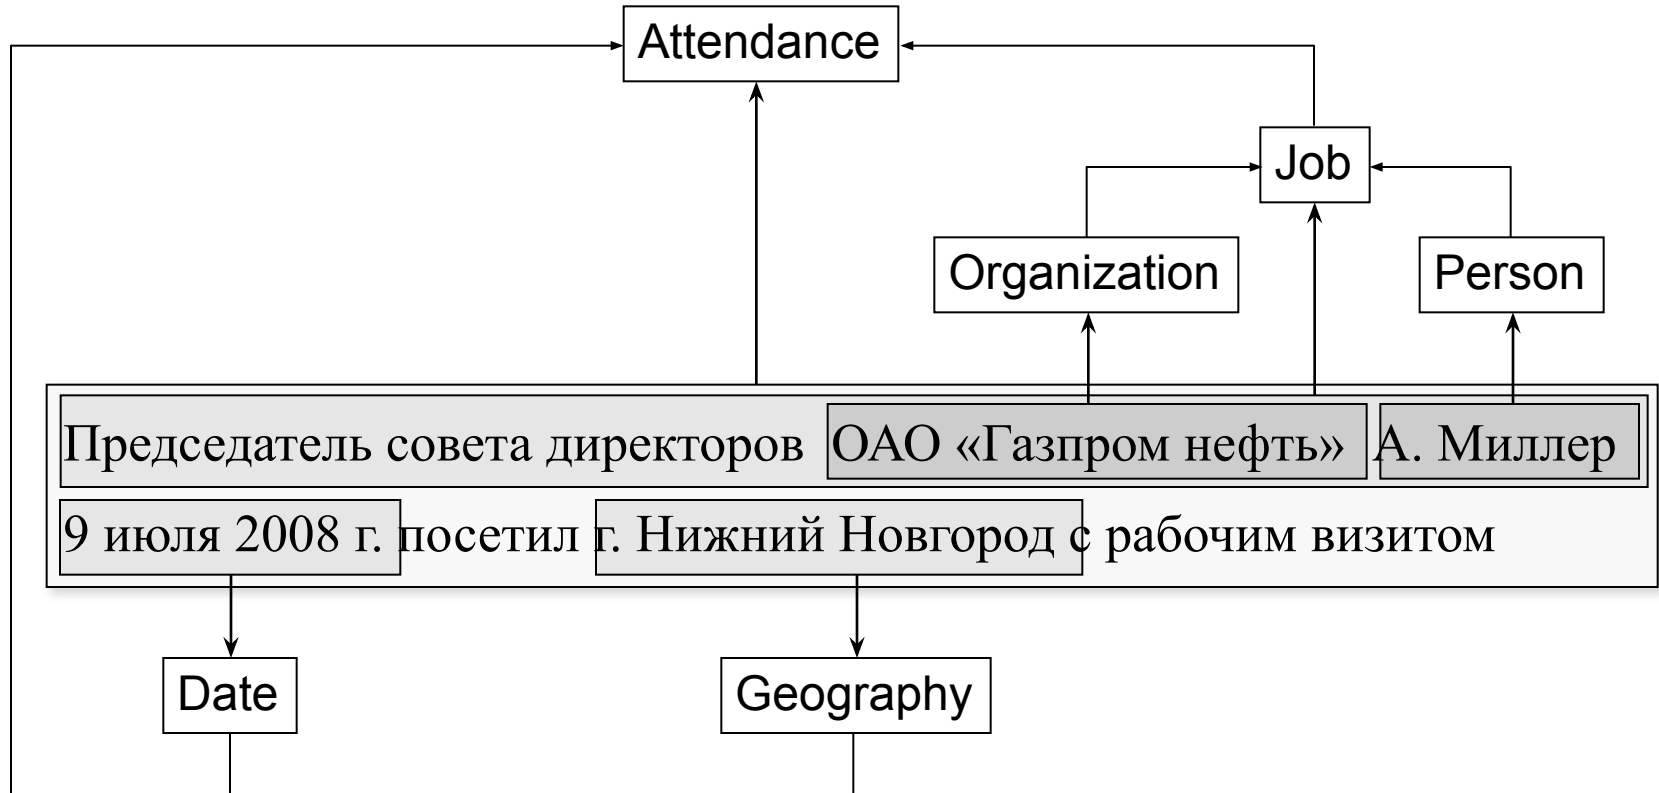 Attendance
Job
Organization
Person
Председатель совета директоров ОАО «Газпром нефть» А. Миллер
9 июля 2008 г. посетил г. Нижний Новгород с рабочим визитом
Date
Geography